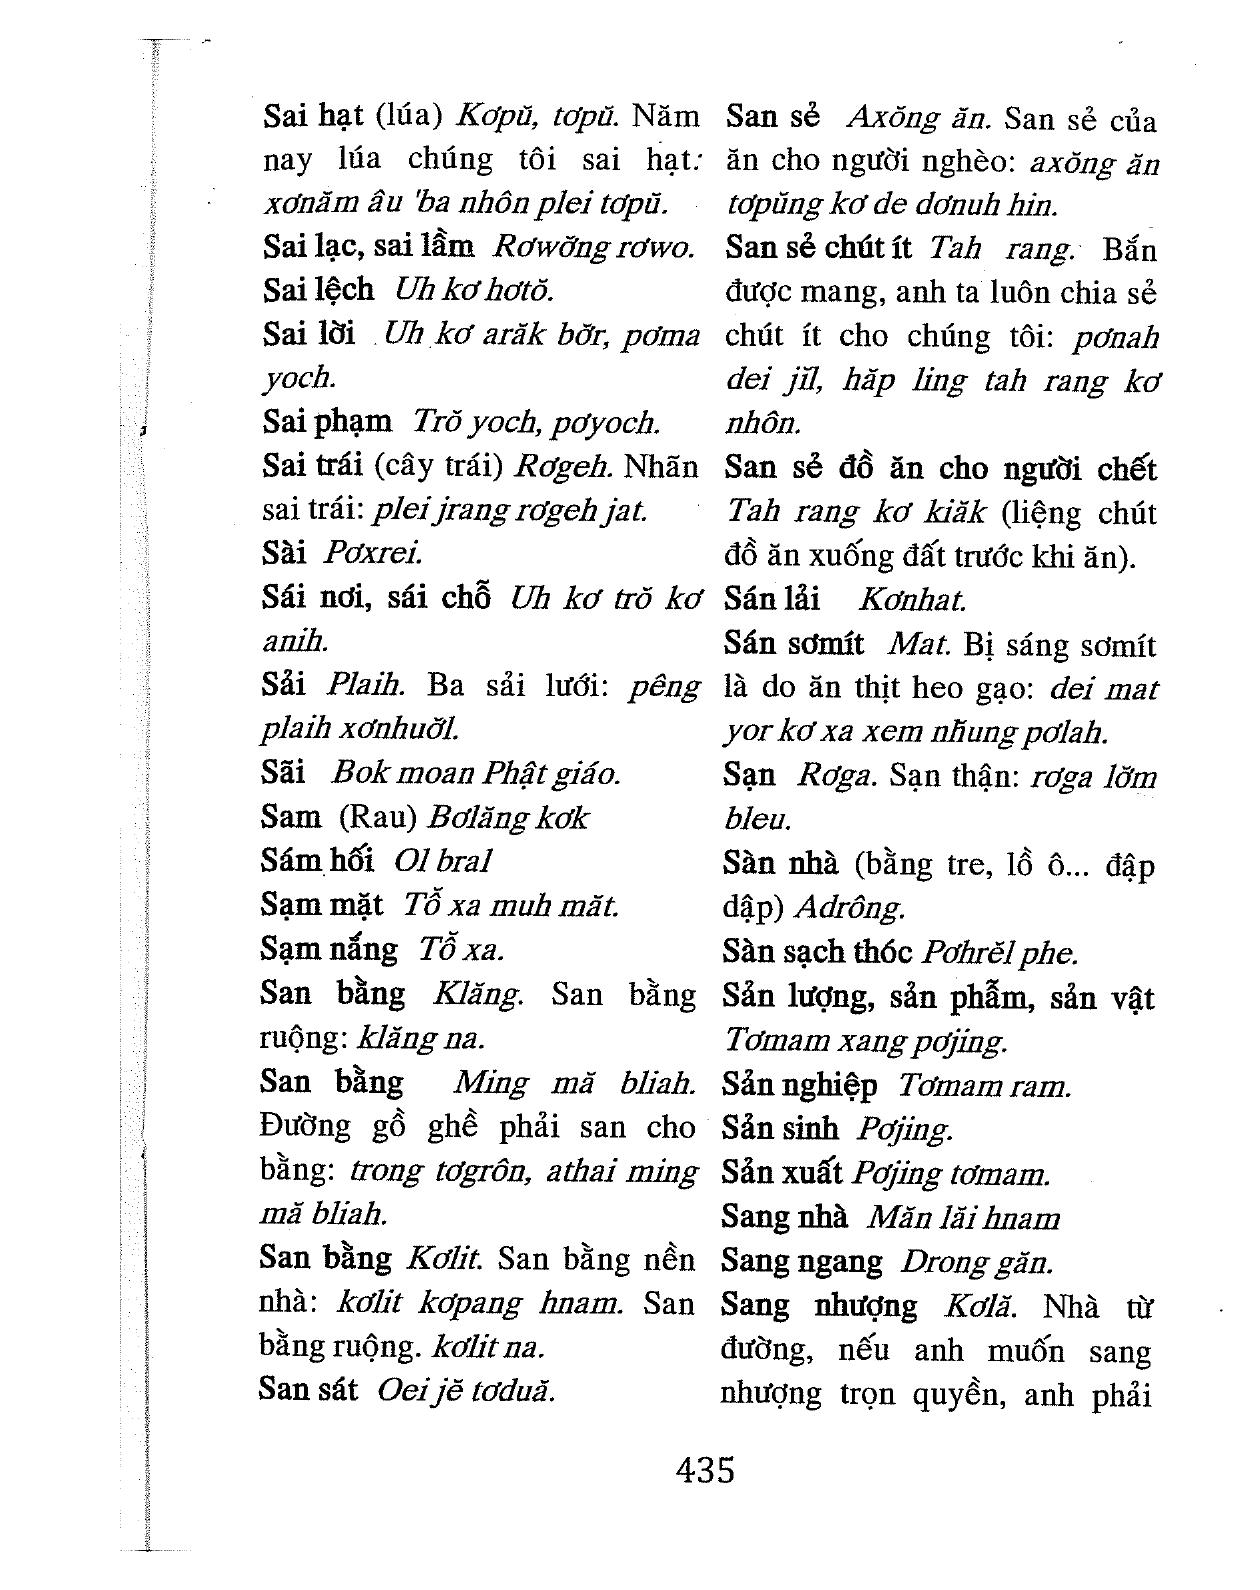 Sai hạt (lúa) Kơpŭ, tơpŭ. Năm
nay lúa chúng tôi sai hạt:
xơnăm âu 'ba nhôn plei tơpŭ.
Sai lạc, sai lầm Rơwơ̆ng rơwo.
Sai lệch Uh kơ hơtŏ.
Sai lời Uh kơ arăk bơ̆r, pơma
yoch.
Sai phạm Trŏ yoch, pơyoch.
Sai trái (cây trái) Rơgeh. Nhãn
sai trái: plei jrang rơgeh jat.
Sài Pơxrei.
Sái nơi, sái chỗ Uh kơ trŏ kơ
anih.
Sải Plaih. Ba sải lưới: pêng
plaih xơnhuơ̆l.
Sãi Bok moan Phật giáo.
Sam (Rau) Bơlăng kơk
Sám hối Ol bral
Sạm mặt Tô̆ xa muh măt.
Sạm nắng Tô̆ xa.
San bằng Klăng. San bằng
ruộng: klăng na.
San bằng Ming mă bliah.
Đường gồ ghề phải san cho
bằng: trong tơgrôn, athai ming
mă bliah.
San bằng Kơlit. San bằng nền
nhà: kơlit kơpang hnam. San
bằng ruộng. kơlit na.
San sát Oei jĕ tơduă.
San sẻ Axŏng ăn. San sẻ của
ăn cho người nghèo: axŏng ăn
tơpŭng kơ de dơnuh hin.
San sẻ chút ít Tah rang. Bắn
được mang, anh ta luôn chia sẻ
chút ít cho chúng tôi: pơnah
dei jĭl, hăp ling tah rang kơ
nhôn.
San sẻ đồ ăn cho người chết
Tah rang kơ kiăk (liệng chút
đồ ăn xuống đất trước khi ăn).
Sán lải Kơnhat.
Sán sơmít Mat. Bị sáng sơmít
là do ăn thịt heo gạo: dei mat
yor kơ xa xem nhŭng pơlah.
Sạn Rơga. Sạn thận: rơga lơ̆m
bleu.
Sàn nhà (bằng tre, lồ ô... đập
dập) Adrông.
Sàn sạch thóc Pơhrĕl phe.
Sản lượng, sản phẫm, sản vật
Tơmam xang pơjing.
Sản nghiệp Tơmam ram.
Sản sinh Pơjing.
Sản xuất Pơjing tơmam.
Sang nhà Măn lăi hnam
Sang ngang Drong găn.
Sang nhượng Kơlă. Nhà từ
đường, nếu anh muốn sang
nhượng trọn quyền, anh phải
435